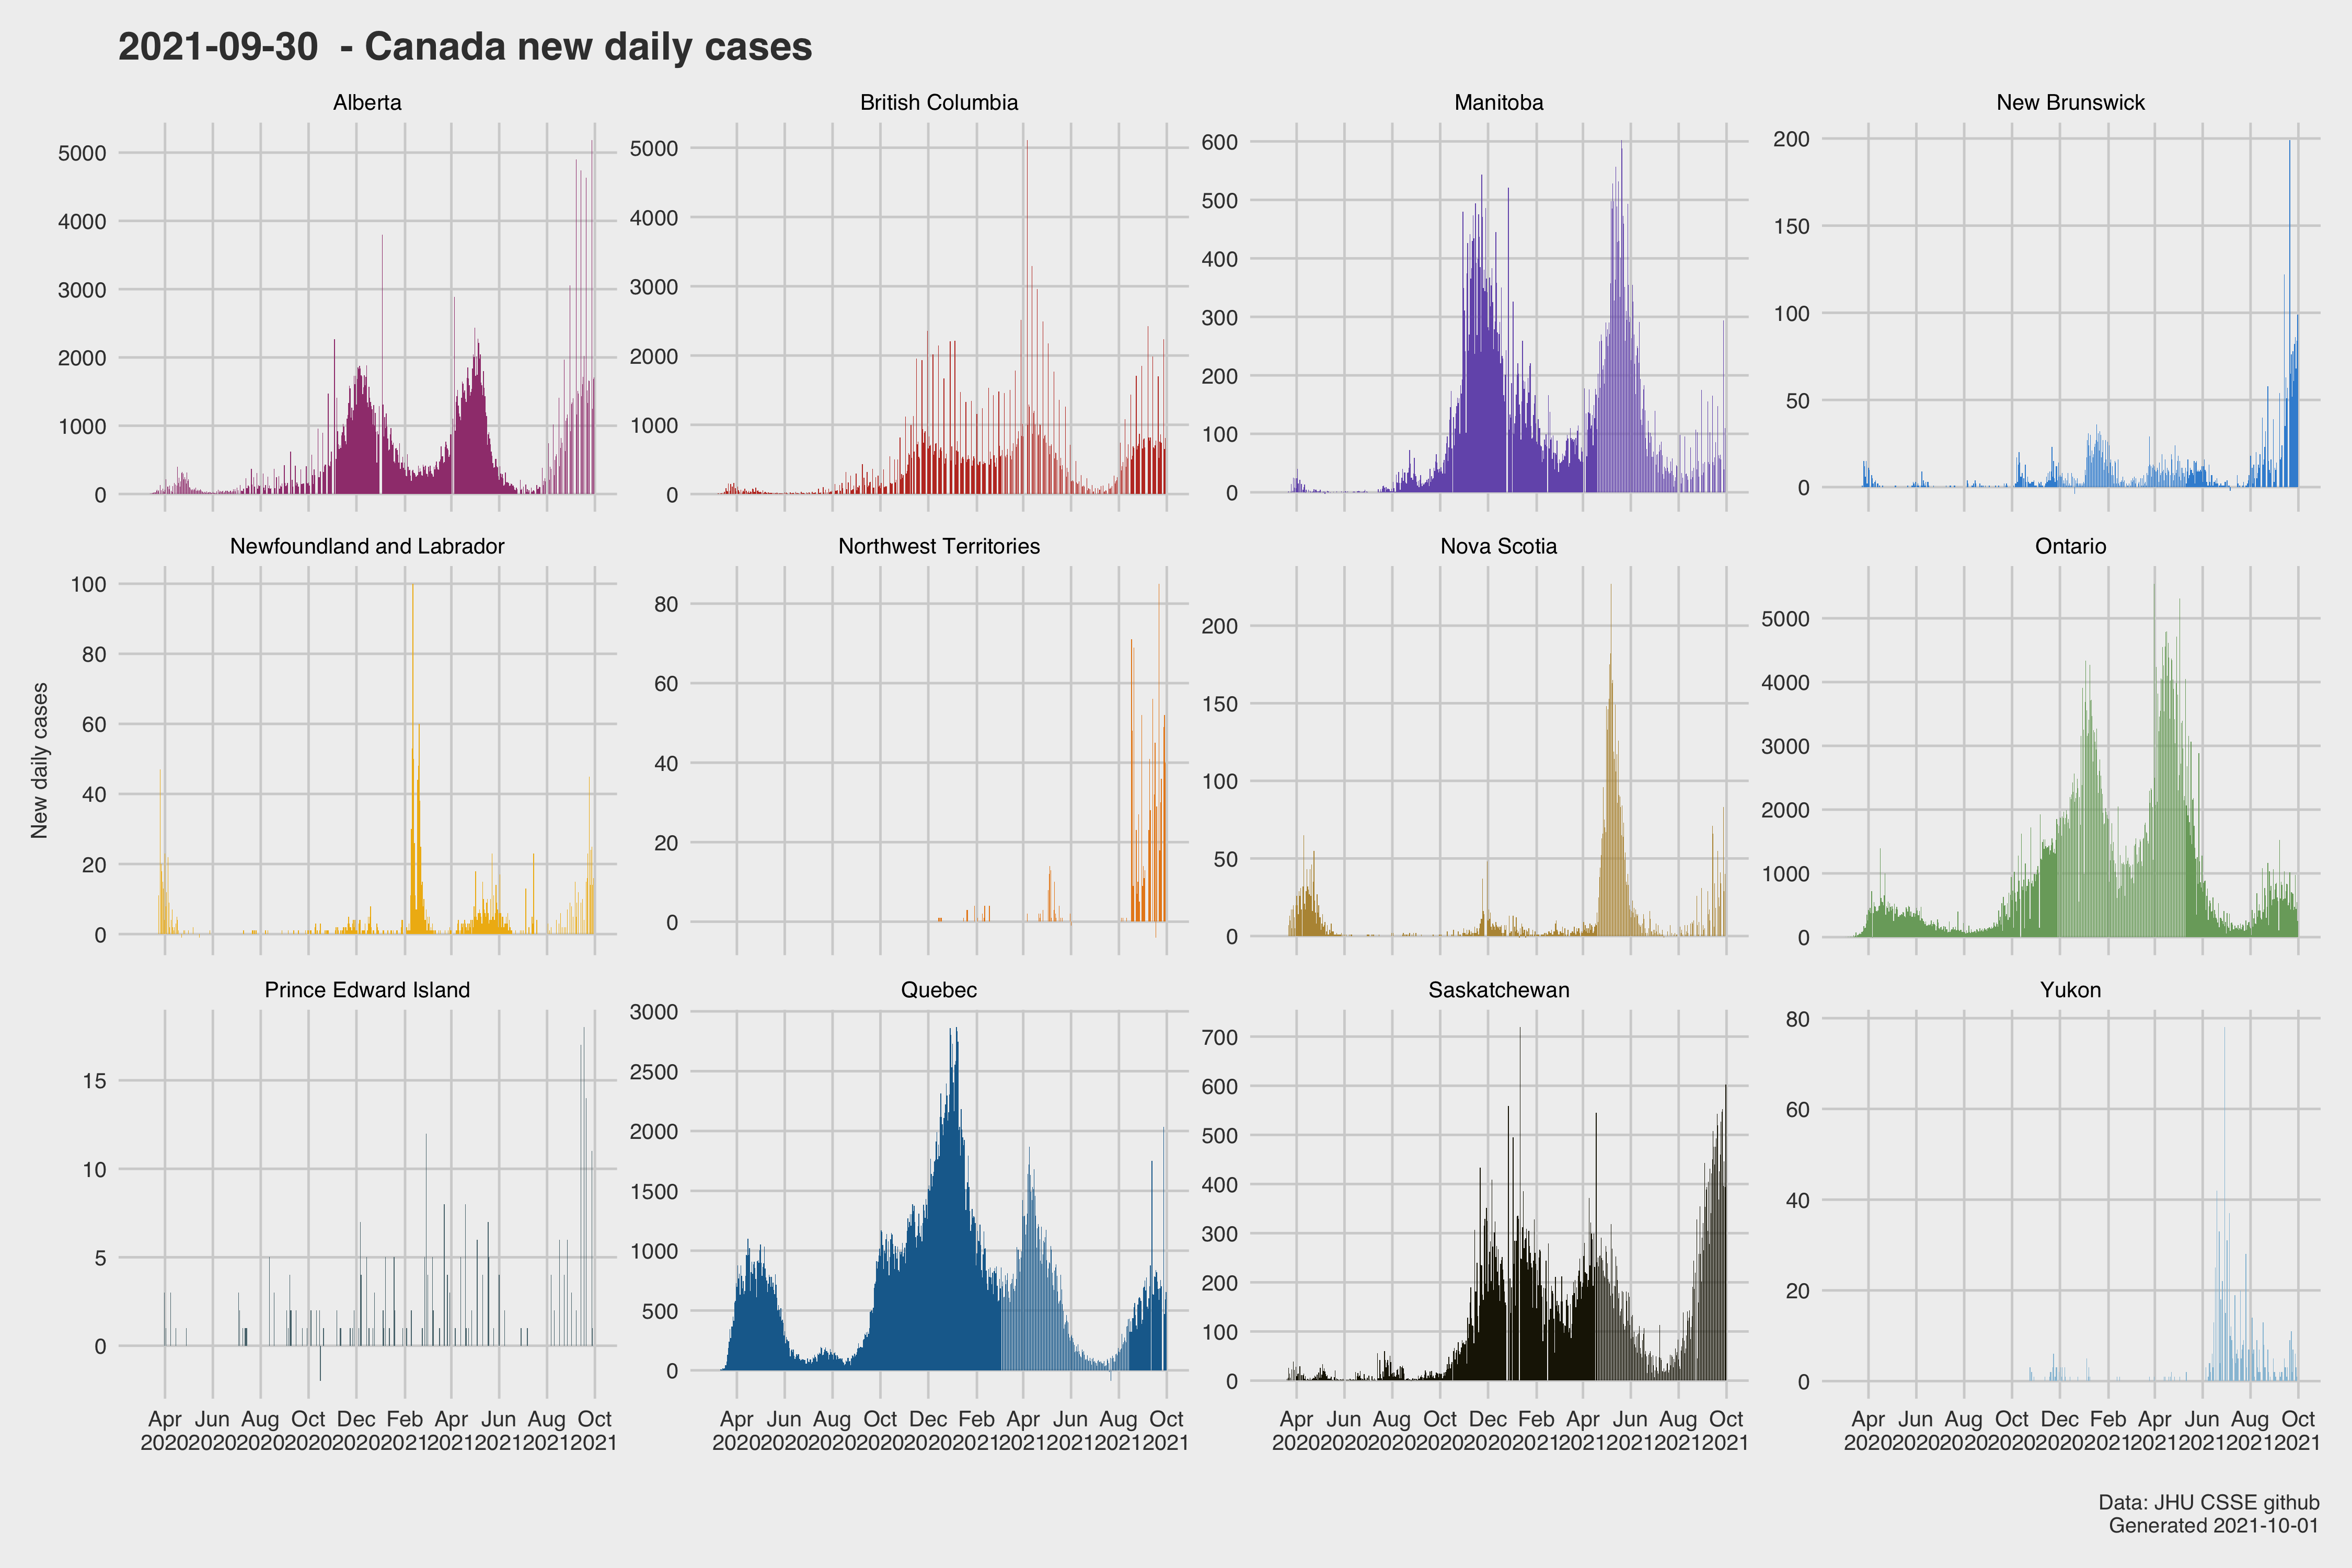 2021-09-30  - Canada new daily cases
Alberta
British Columbia
Manitoba
New Brunswick
5000
4000
3000
2000
1000
0
5000
4000
3000
2000
1000
0
600
500
400
300
200
100
0
200
150
100
50
0
Newfoundland and Labrador
Northwest Territories
Nova Scotia
Ontario
New daily cases
100
80
60
40
20
0
80
60
40
20
0
200
150
100
50
0
5000
4000
3000
2000
1000
0
Prince Edward Island
Quebec
Saskatchewan
Yukon
15
10
5
0
3000
2500
2000
1500
1000
500
0
700
600
500
400
300
200
100
0
80
60
40
20
0
Apr Jun Aug Oct Dec Feb Apr Jun Aug Oct
2020 2020 2020 2020 2020 2021 2021 2021 2021 2021
Apr Jun Aug Oct Dec Feb Apr Jun Aug Oct
2020 2020 2020 2020 2020 2021 2021 2021 2021 2021
Apr Jun Aug Oct Dec Feb Apr Jun Aug Oct
2020 2020 2020 2020 2020 2021 2021 2021 2021 2021
Apr Jun Aug Oct Dec Feb Apr Jun Aug Oct
2020 2020 2020 2020 2020 2021 2021 2021 2021 2021
Data: JHU CSSE github
Generated 2021-10-01